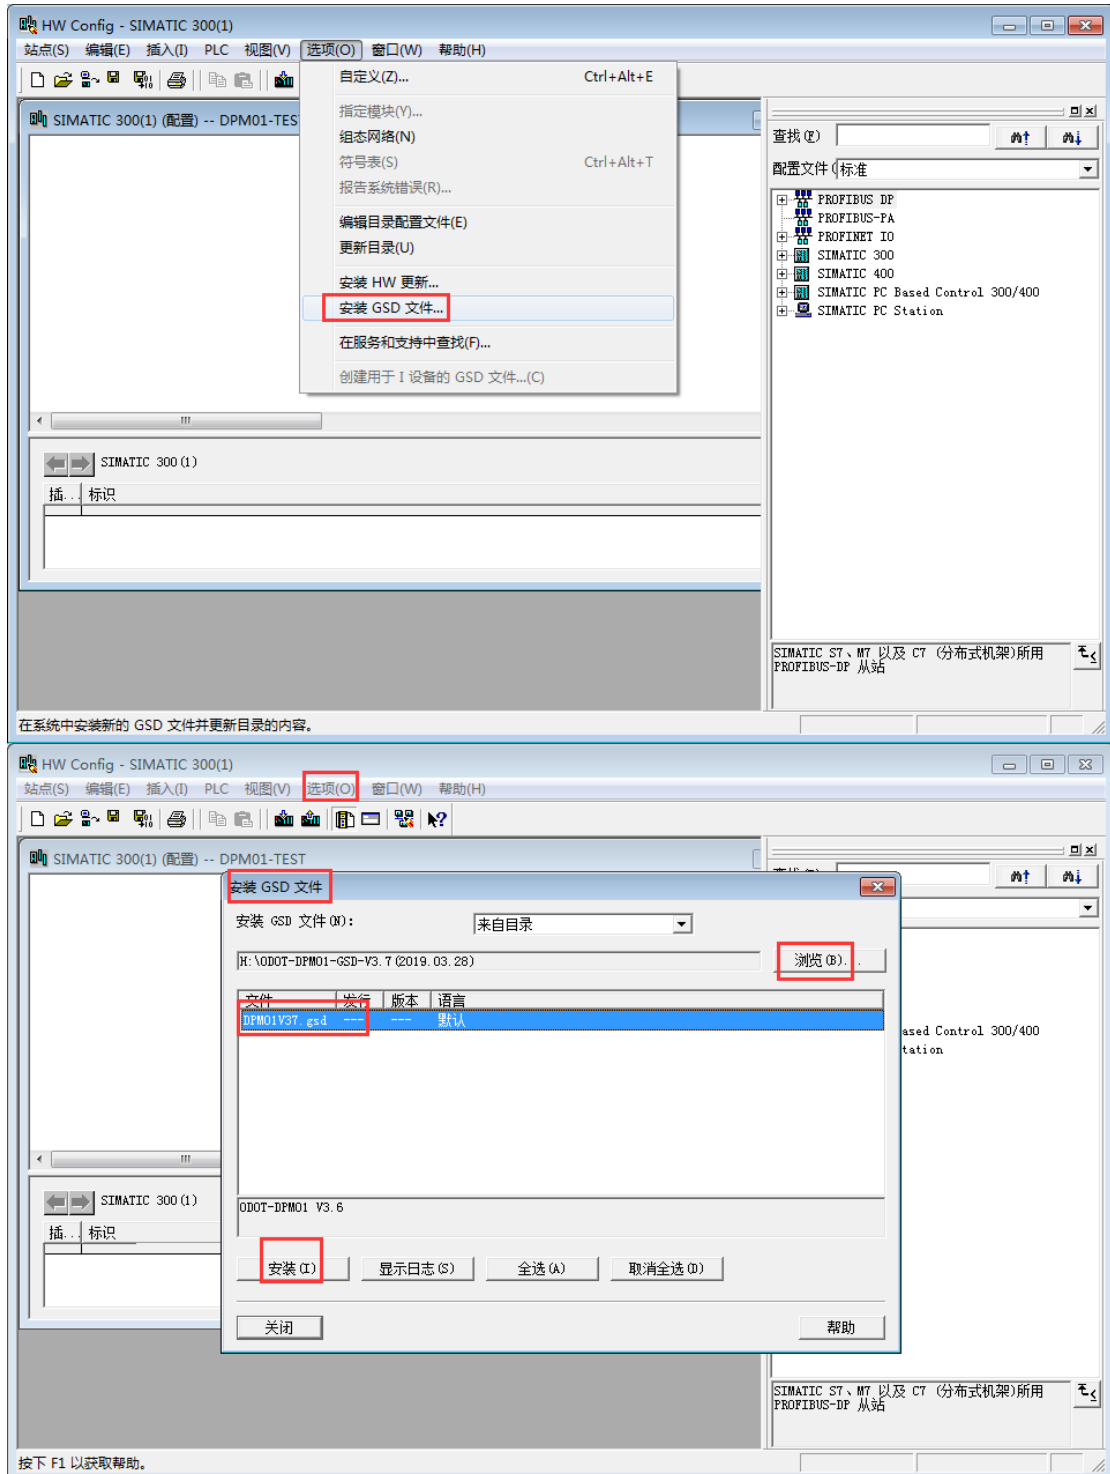 HW Config - SIMATIC 300(1)
站点(S) 编辑(E) 插入(I) PLC 视图(V) 选项(O) 窗口(W) 帮助(H)
自定义(Z)... Ctrl+Alt+E
指定模块(Y)...
组态网络(N)
符号表(S) Ctrl+Alt+T
报告系统错误(R)...
编辑目录配置文件(E)
更新目录(U)
安装 HW 更新...
安装 GSD 文件...
在服务和支持中查找(F)...
创建用于 I 设备的 GSD 文件...(C)
SIMATIC 300(1) (配置) -- DPM01-TES
查找(F)
配置文件( 标准
PROFIBUS DP
PROFIBUS-PA
PROFINET IO
SIMATIC 300
SIMATIC 400
SIMATIC PC Based Control 300/400
SIMATIC PC Station
SIMATIC 300(1)
插... 标识
SIMATIC S7、M7 以及 C7 (分布式机架)所用
PROFIBUS-DP 从站
在系统中安装新的 GSD 文件并更新目录的内容。
HW Config - SIMATIC 300(1)
站点(S) 编辑(E) 插入(I) PLC 视图(V) 选项(O) 窗口(W) 帮助(H)
SIMATIC 300(1) (配置) -- DPM01-TEST
安装 GSD 文件
安装 GSD 文件(N): 来自目录
H:\ODOT-DPM01-GSD-V3.7(2019.03.28) 浏览(B)...
文件 发行 版本 语言
DPM01V37.gsd --- --- 默认
ased Control 300/400
tation
SIMATIC 300(1)
插... 标识
ODOT-DPM01 V3.6
安装(I) 显示日志(S) 全选(A) 取消全选(D)
关闭 帮助
SIMATIC S7、M7 以及 C7 (分布式机架)所用
PROFIBUS-DP 从站
按下 F1 以获取帮助。